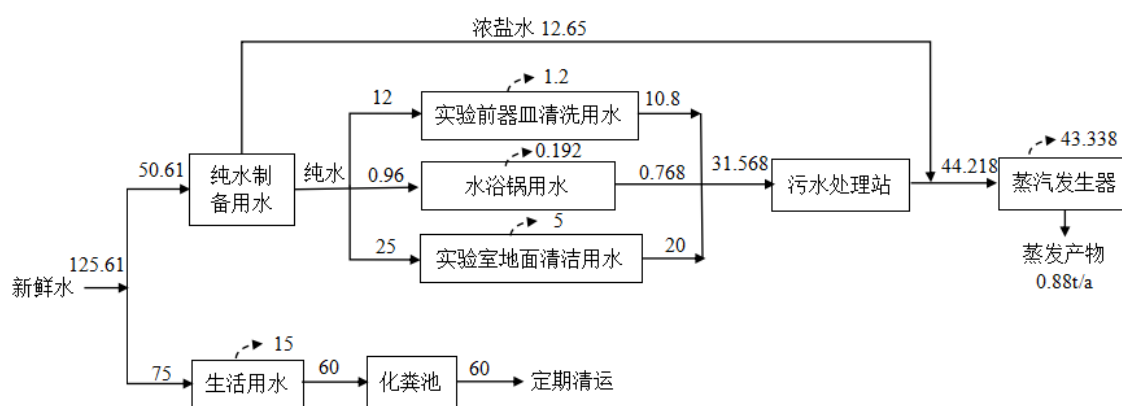 浓盐水 12.65
1.2
12
实验前器皿清洗用水
10.8
50.61
纯水制
备用水
纯水
0.192
0.96
水浴锅用水
0.768
31.568
污水处理站
44.218
43.338
蒸汽发生器
5
25
实验室地面清洁用水
20
蒸发产物
0.88t/a
新鲜水
125.61
15
75
生活用水
60
化粪池
60
定期清运